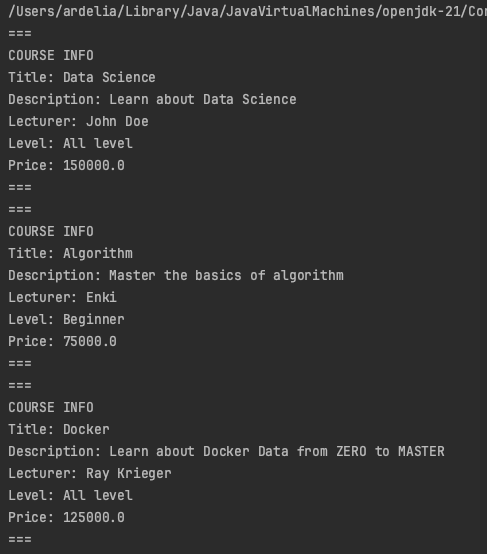 /Users/ardelia/Library/Java/JavaVirtualMachines/openjdk-21/Con
===
COURSE INFO
Title: Data Science
Description: Learn about Data Science
Lecturer: John Doe
Level: All level
Price: 150000.0
===
===
COURSE INFO
Title: Algorithm
Description: Master the basics of algorithm
Lecturer: Enki
Level: Beginner
Price: 75000.0
===
===
COURSE INFO
Title: Docker
Description: Learn about Docker Data from ZERO to MASTER
Lecturer: Ray Krieger
Level: All level
Price: 125000.0
===